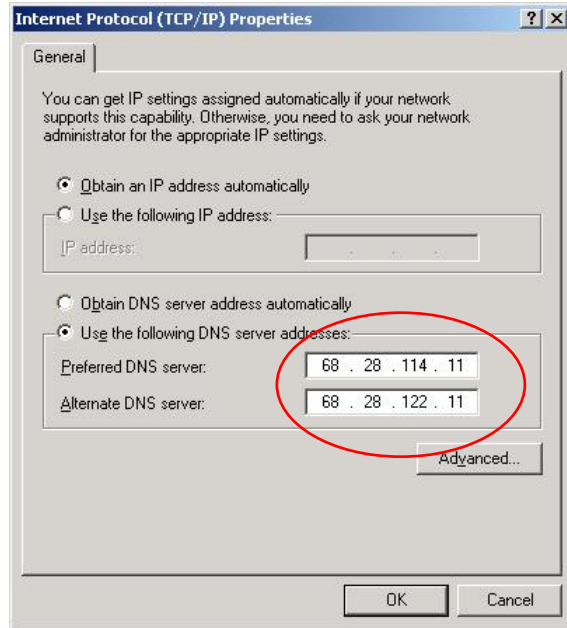 Internet Protocol (TCP/IP) Properties
General
You can get IP settings assigned automatically if your network
supports this capability. Otherwise, you need to ask your network
administrator for the appropriate IP settings.
Obtain an IP address automatically
Use the following IP address:
IP address: . . .
Obtain DNS server address automatically
Use the following DNS server addresses:
Preferred DNS server: 68 . 28 . 114 . 11
Alternate DNS server: 68 . 28 . 122 . 11
Advanced...
OK Cancel